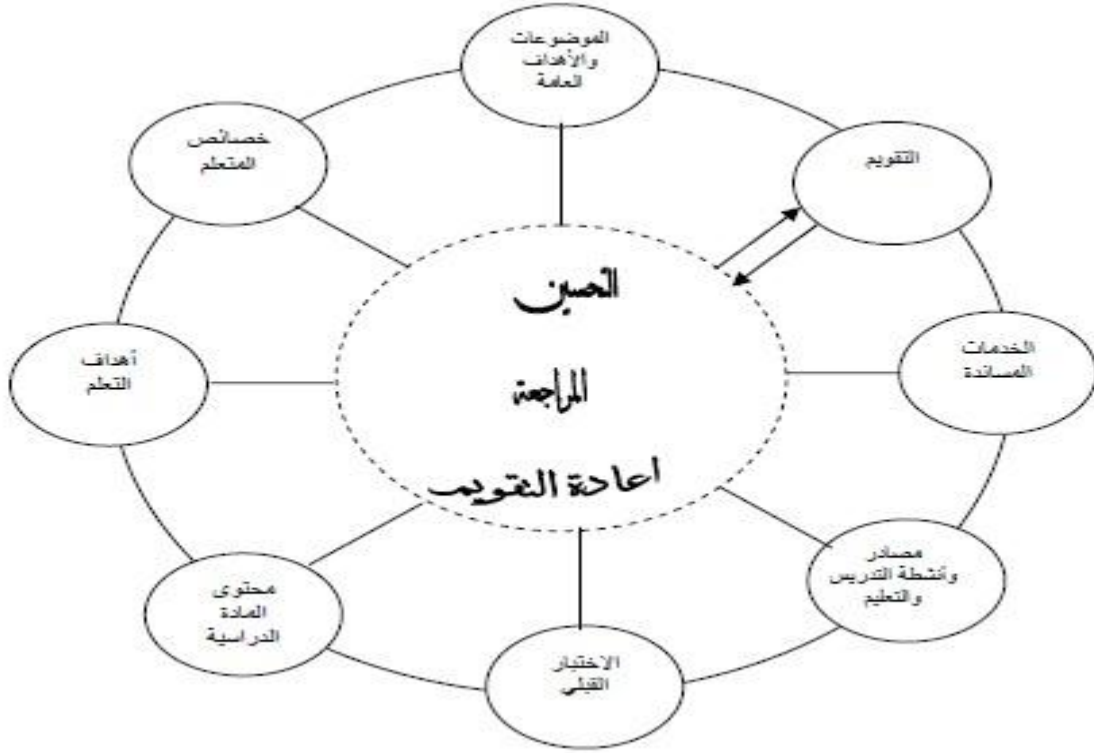 الموضوعات
والأهداف
العامة
التقويم
خصائص
المتعلم
الخدمات
المساندة
أهداف
التعلم
مصادر
وأنشطة التدريس
والتعليم
محتوى
المادة
الدراسية
الاختبار
القبلي
التحسين
المراجعة
اعادة التقويم